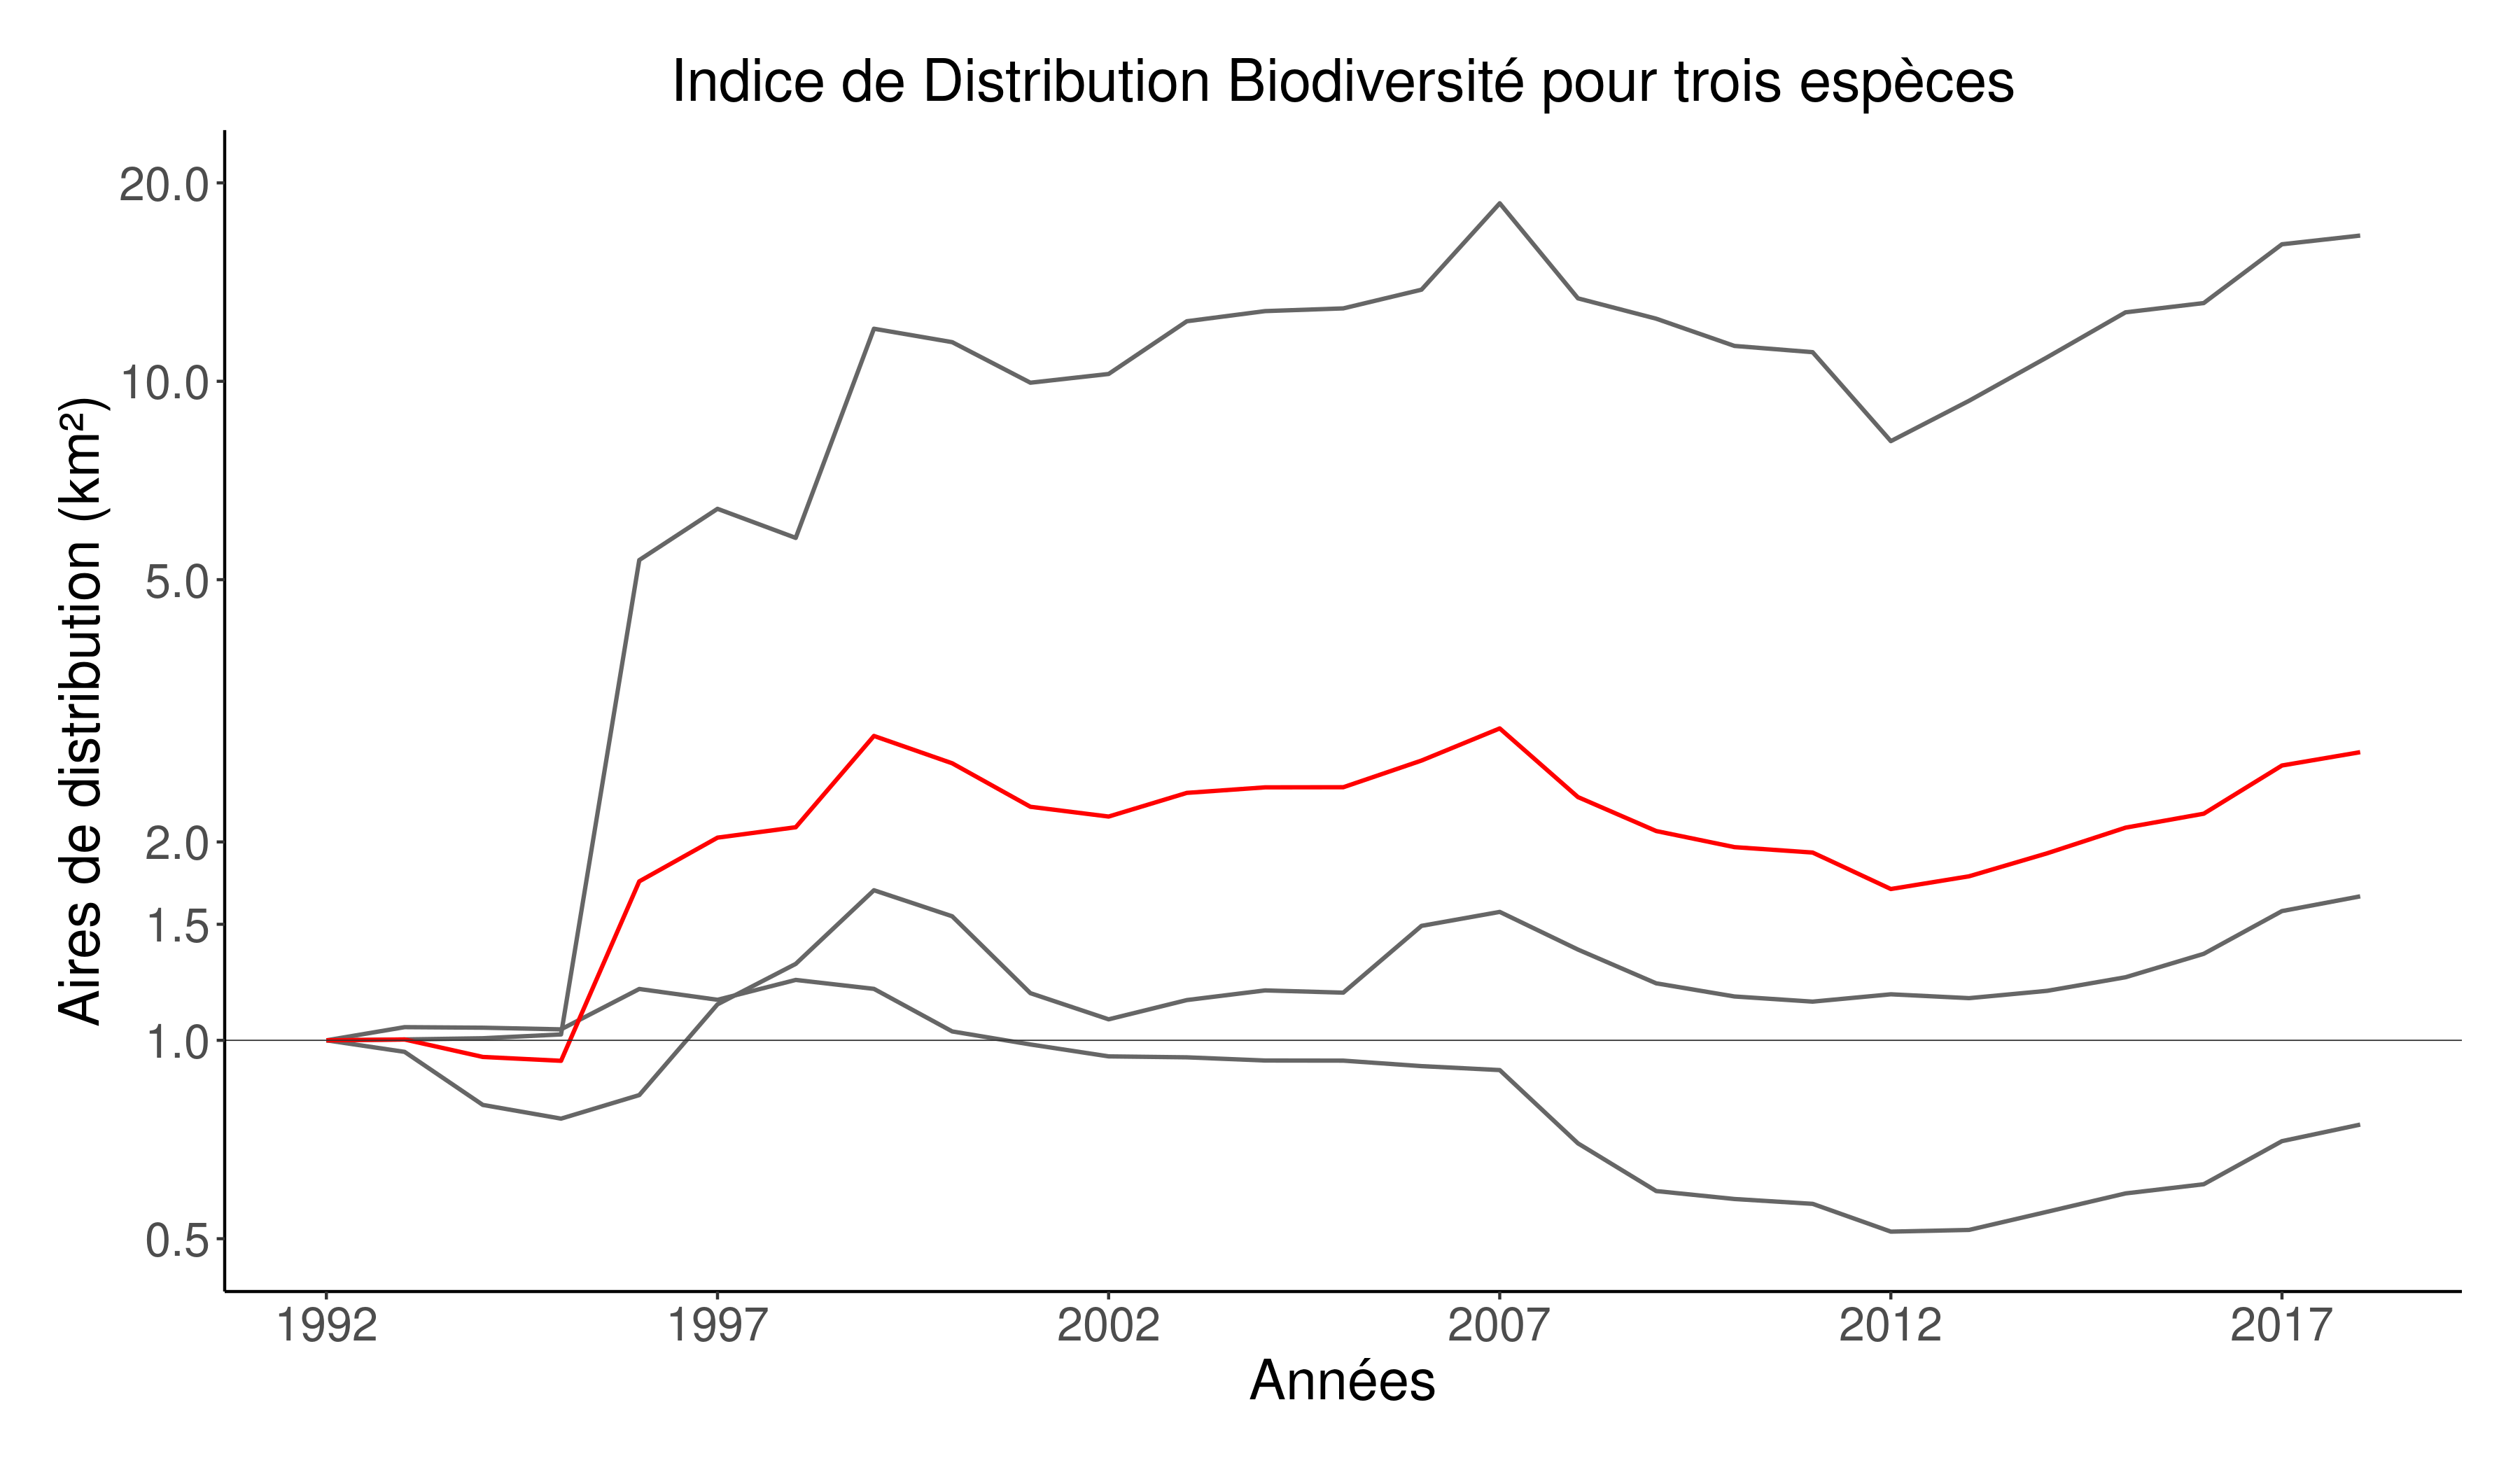 Indice de Distribution Biodiversité pour trois espèces
Aires de distribution (km²)
20.0
10.0
5.0
2.0
1.5
1.0
0.5
1992 1997 2002 2007 2012 2017
Années